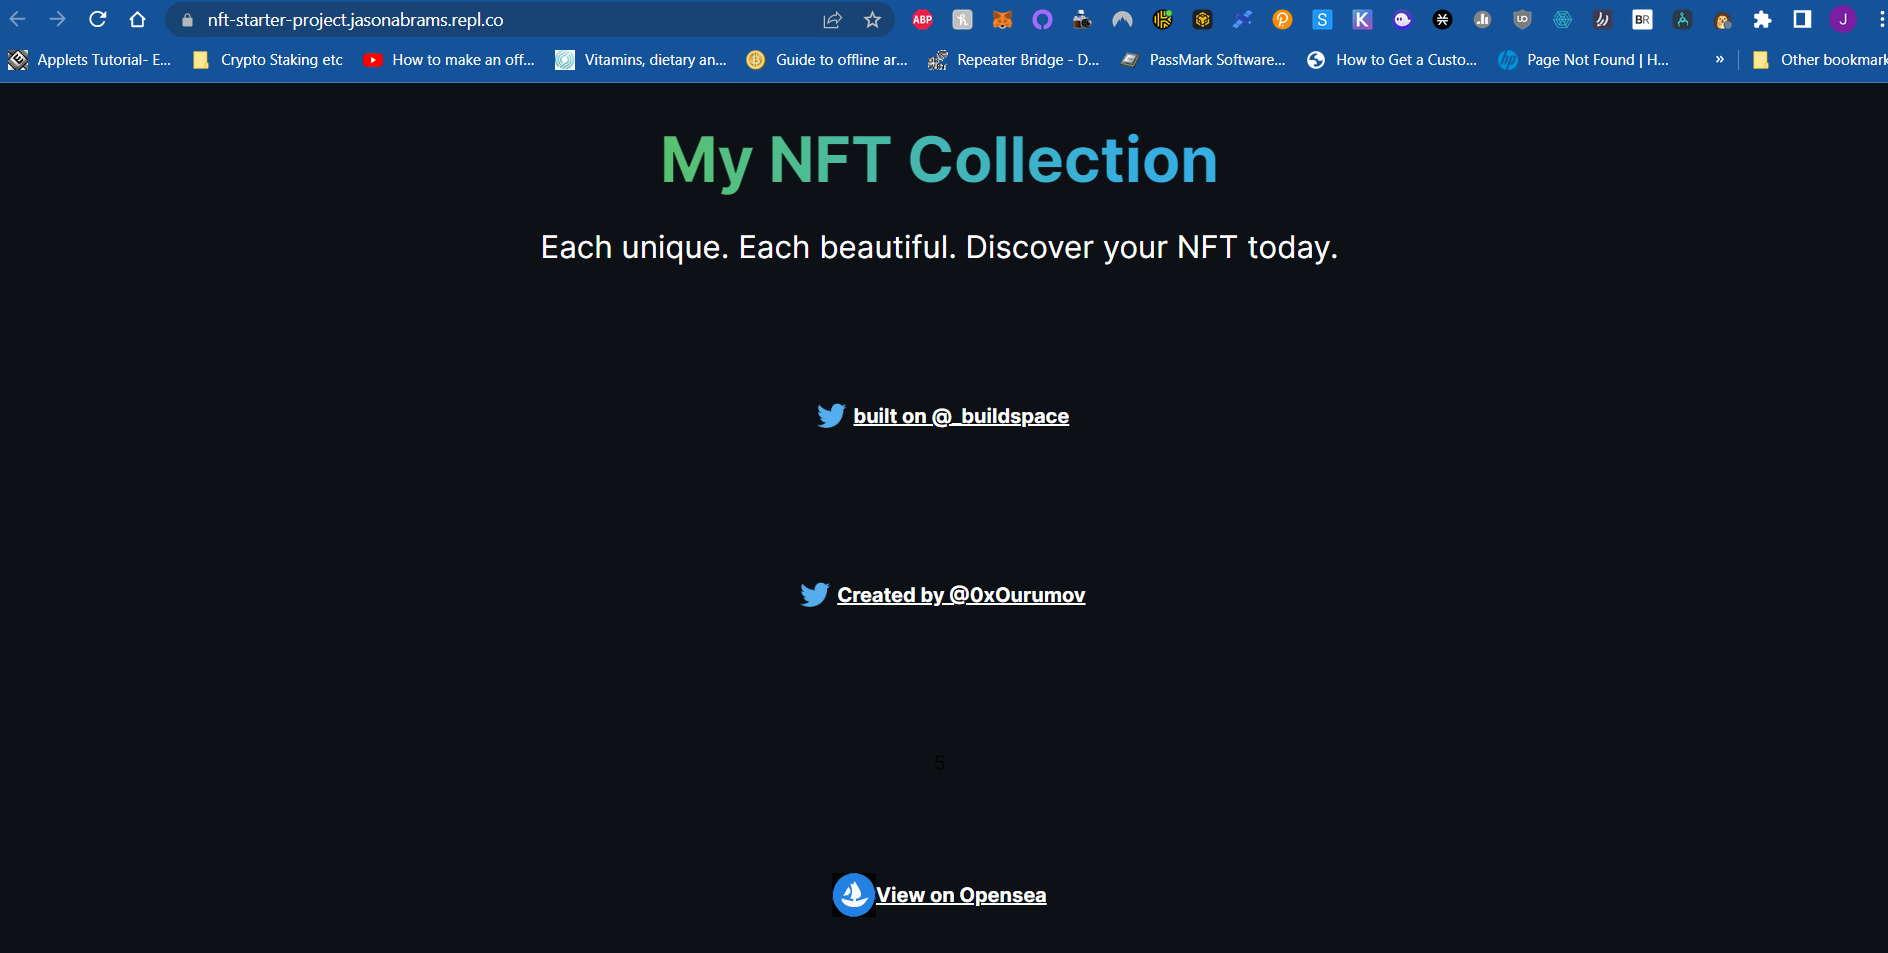 nft-starter-project.jasonabrams.repl.co
ABP
S
K
UD
BR
J
Applets Tutorial- E...
Crypto Staking etc
How to make an off...
Vitamins, dietary an...
Guide to offline ar...
Repeater Bridge - D...
PassMark Software...
How to Get a Custo...
Page Not Found | H...
»
Other bookmark
My NFT Collection
Each unique. Each beautiful. Discover your NFT today.
built on @_buildspace
Created by @0xOurumov
5
View on Opensea